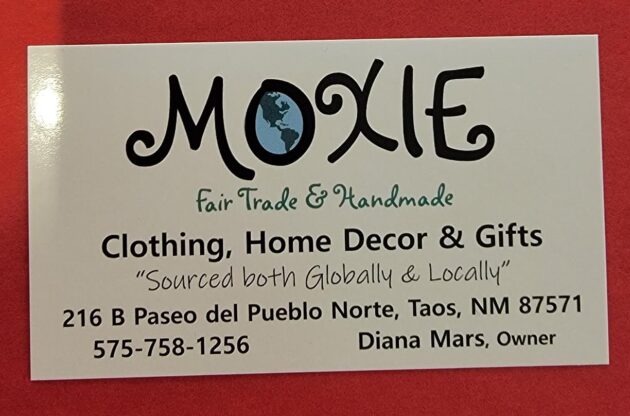 MOXIE
Fair Trade & Handmade
Clothing, Home Decor & Gifts
"Sourced both Globally & Locally"
216 B Paseo del Pueblo Norte, Taos, NM 87571
575-758-1256 Diana Mars, Owner